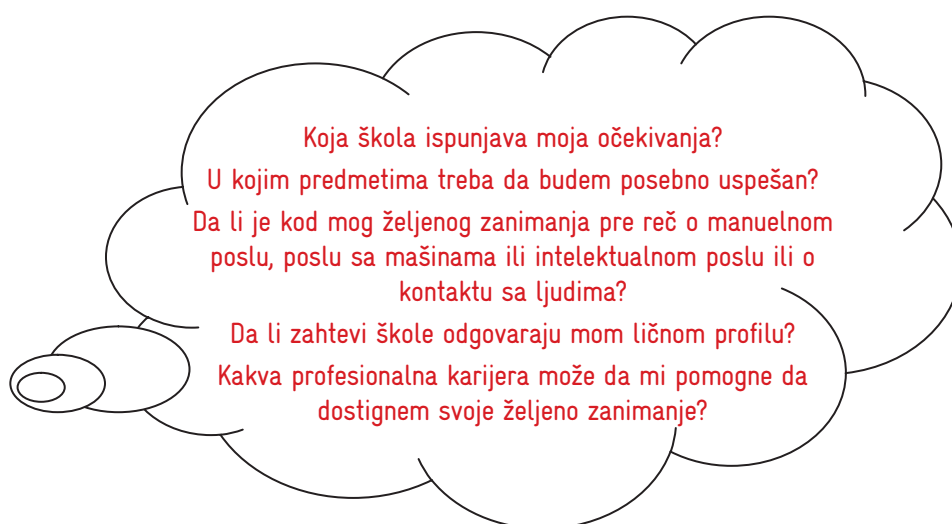 Koja škola ispunjava moja očekivanja?
U kojim predmetima treba da budem posebno uspešan?
Da li je kod mog željenog zanimanja pre reč o manuelnom
poslu, poslu sa mašinama ili intelektualnom poslu ili o
kontaktu sa ljudima?
Da li zahtevi škole odgovaraju mom ličnom profilu?
Kakva profesionalna karijera može da mi pomogne da
dostignem svoje željeno zanimanje?